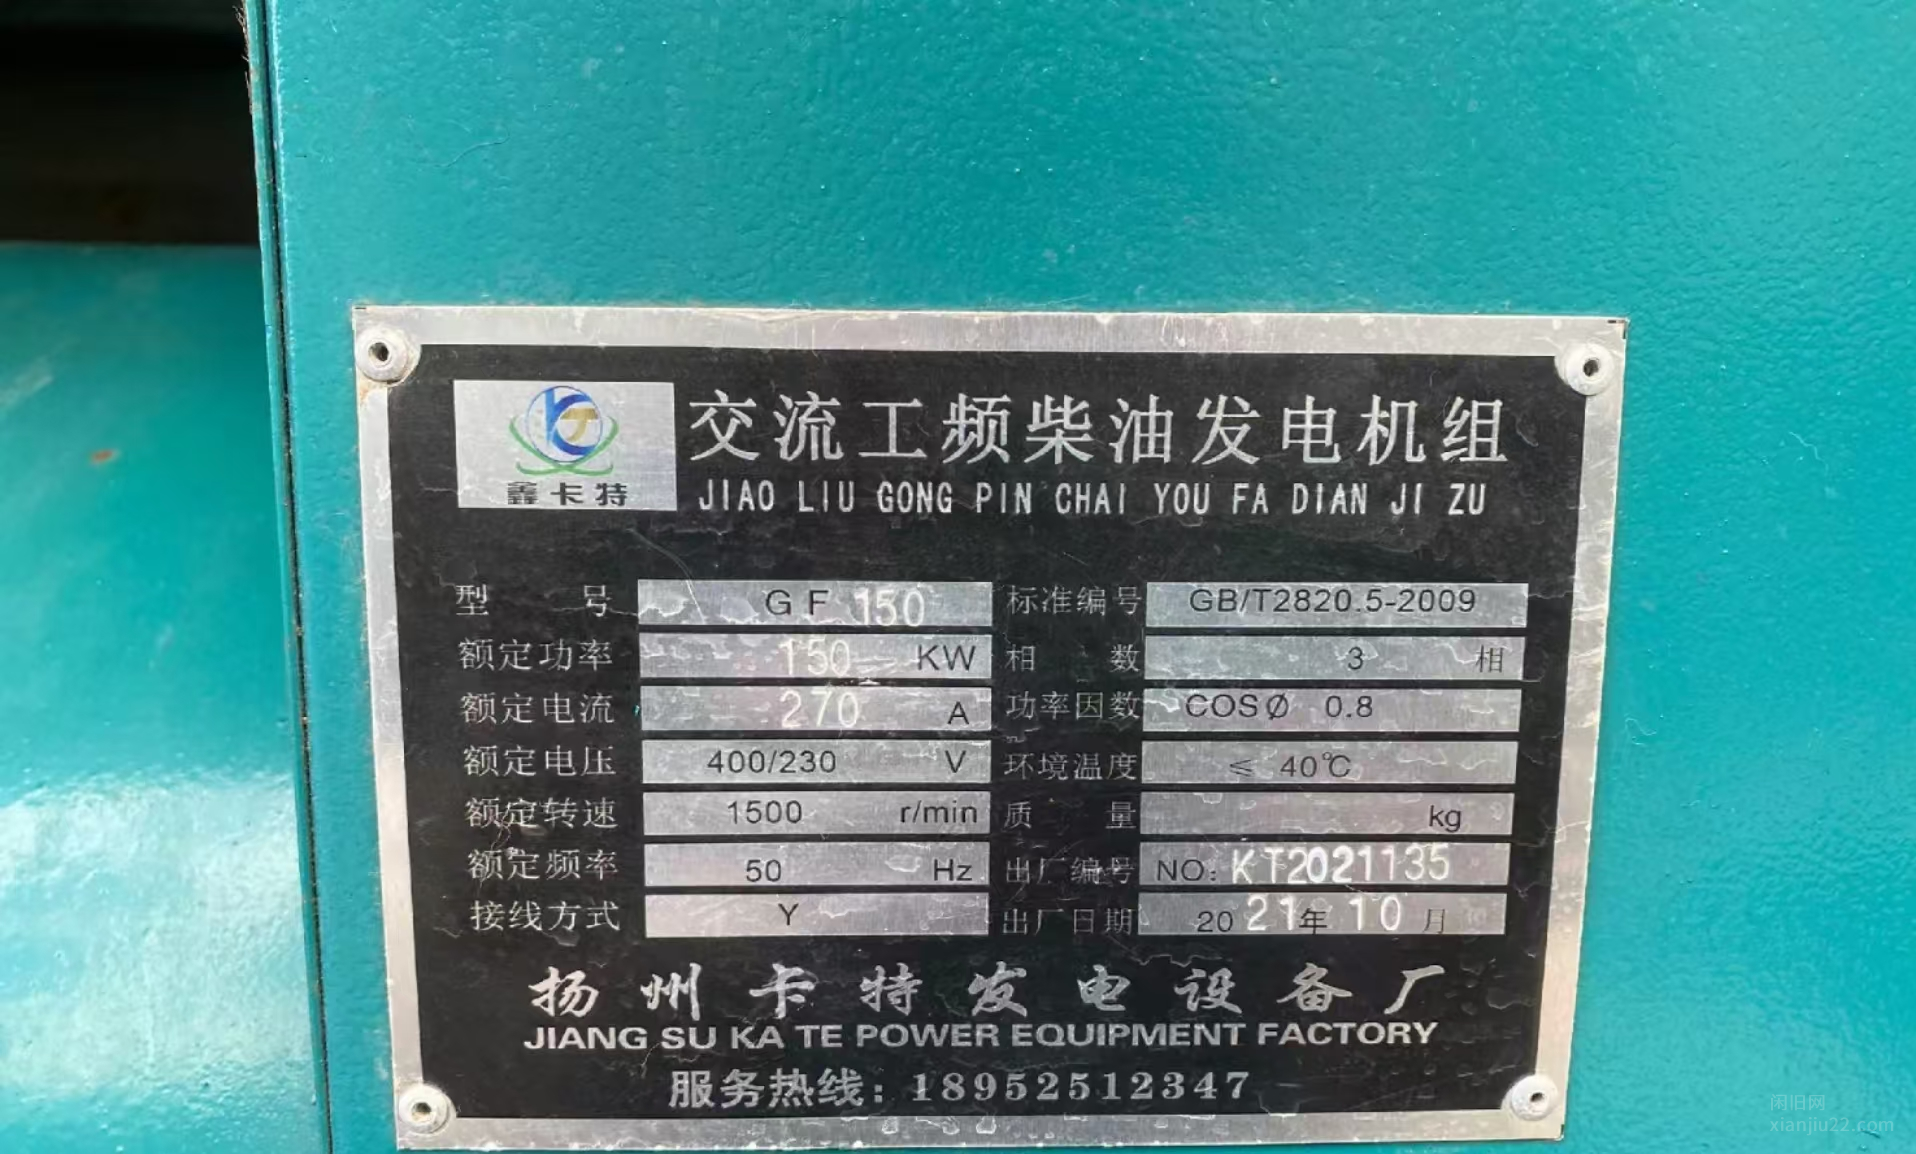 鑫卡特
交流工频柴油发电机组
JIAO LIU GONG PIN CHAI YOU FA DIAN JI ZU
型 号 GF 150 标准编号 GB/T2820.5-2009
额定功率 150 KW 相 数 3 相
额定电流 270 A 功率因数 COSØ 0.8
额定电压 400/230 V 环境温度 ≤ 40℃
额定转速 1500 r/min 质 量 kg
额定频率 50 Hz 出厂编号 NO: KT2021135
接线方式 Y 出厂日期 2021年 10 月
扬州卡特发电设备厂
JIANG SU KA TE POWER EQUIPMENT FACTORY
服务热线：18952512347
闲旧网
xianjiu22.com